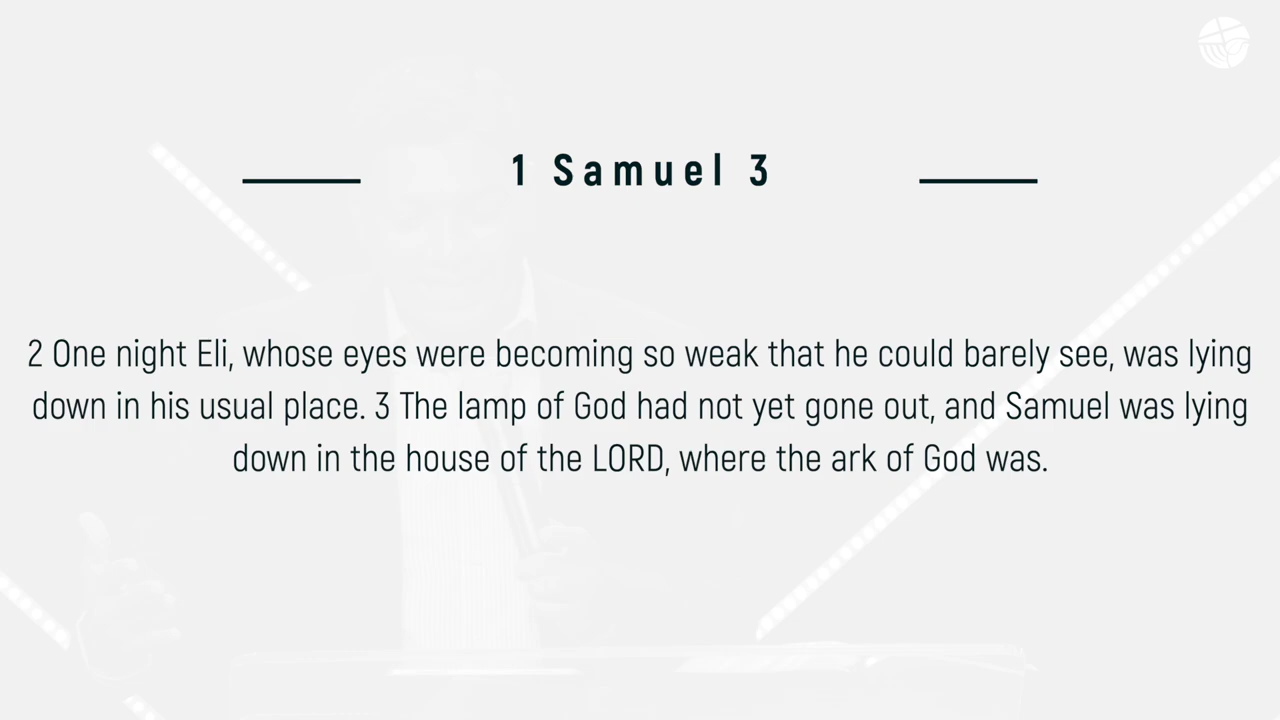 1 Samuel 3
2 One night Eli, whose eyes were becoming so weak that he could barely see, was lying
down in his usual place. 3 The lamp of God had not yet gone out, and Samuel was lying
down in the house of the LORD, where the ark of God was.